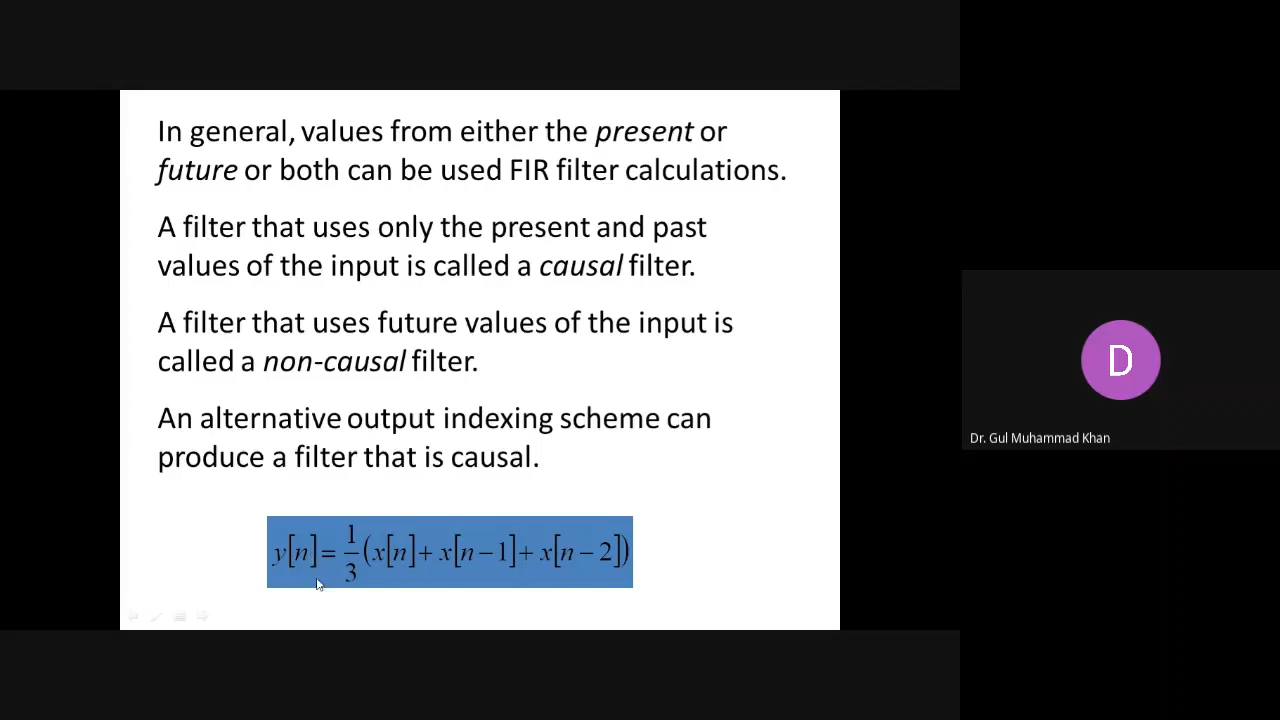 In general, values from either the present or
future or both can be used FIR filter calculations.
A filter that uses only the present and past
values of the input is called a causal filter.
A filter that uses future values of the input is
called a non-causal filter.
An alternative output indexing scheme can
produce a filter that is causal.
y[n]= 1/3 (x[n]+ x[n−1]+ x[n−2])
D
Dr. Gul Muhammad Khan